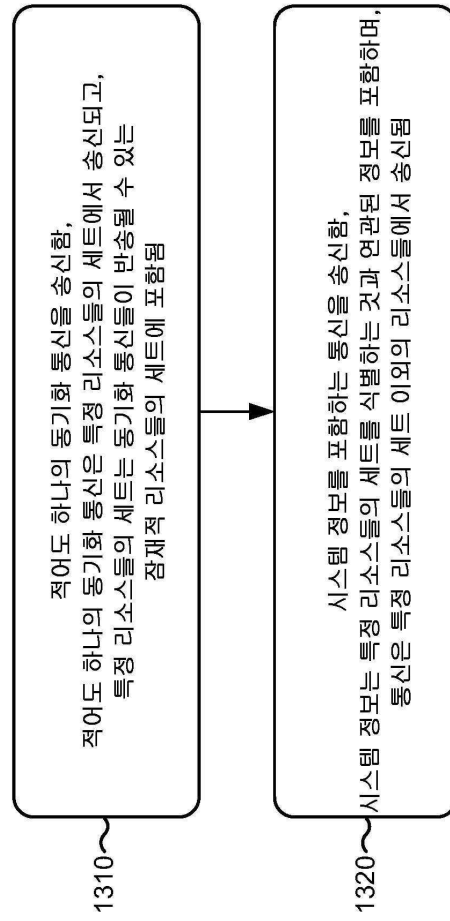 적어도 하나의 동기화 통신을 송신함,
적어도 하나의 동기화 통신은 특정 리소스들의 세트에서 송신되고,
특정 리소스들의 세트는 동기화 통신들이 반송될 수 있는
잠재적 리소스들의 세트에 포함됨
1310
시스템 정보를 포함하는 통신을 송신함,
시스템 정보는 특정 리소스들의 세트를 식별하는 것과 연관된 정보를 포함하며,
통신은 특정 리소스들의 세트 이외의 리소스들에서 송신됨
1320